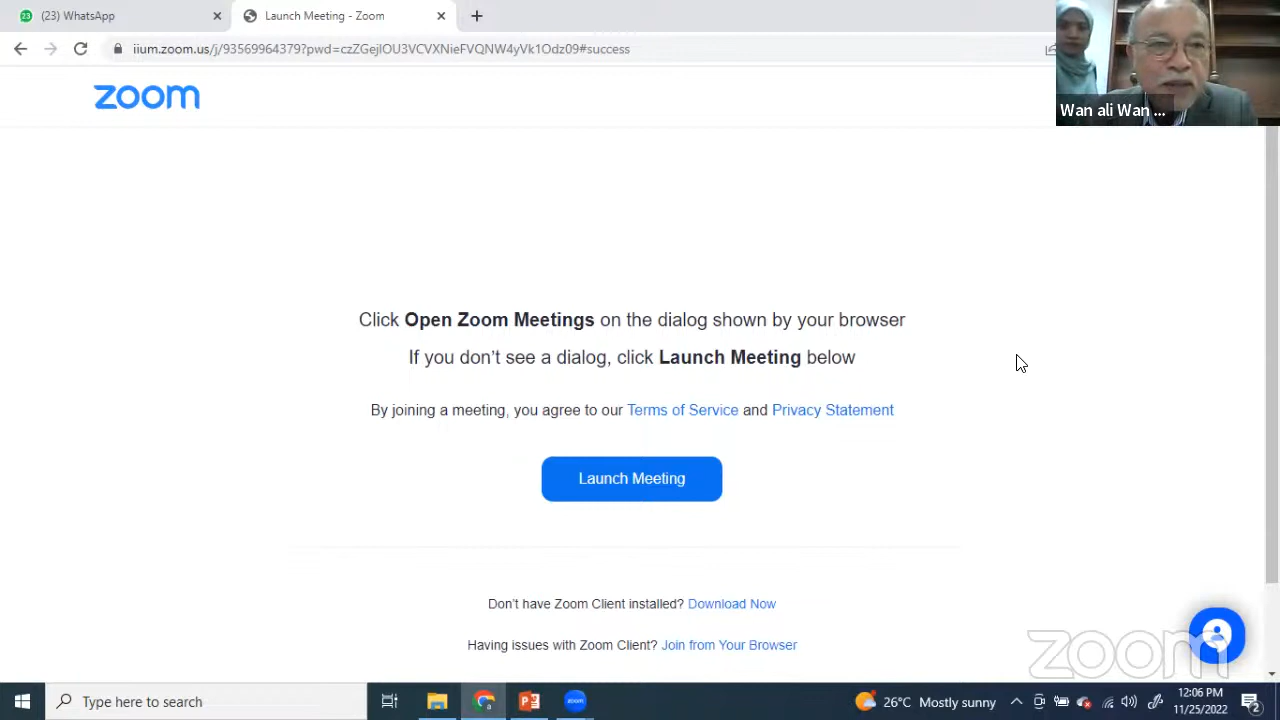 (23) WhatsApp
Launch Meeting - Zoom
iium.zoom.us/j/93569964379?pwd=czZGejlOU3VCVXNieFVQNW4yVk1Odz09#success
zoom
Wan ali Wan ...
Click Open Zoom Meetings on the dialog shown by your browser
If you don’t see a dialog, click Launch Meeting below
By joining a meeting, you agree to our Terms of Service and Privacy Statement
Launch Meeting
Don’t have Zoom Client installed? Download Now
Having issues with Zoom Client? Join from Your Browser
zoom
Type here to search
zoom
26°C Mostly sunny
12:06 PM
11/25/2022
2